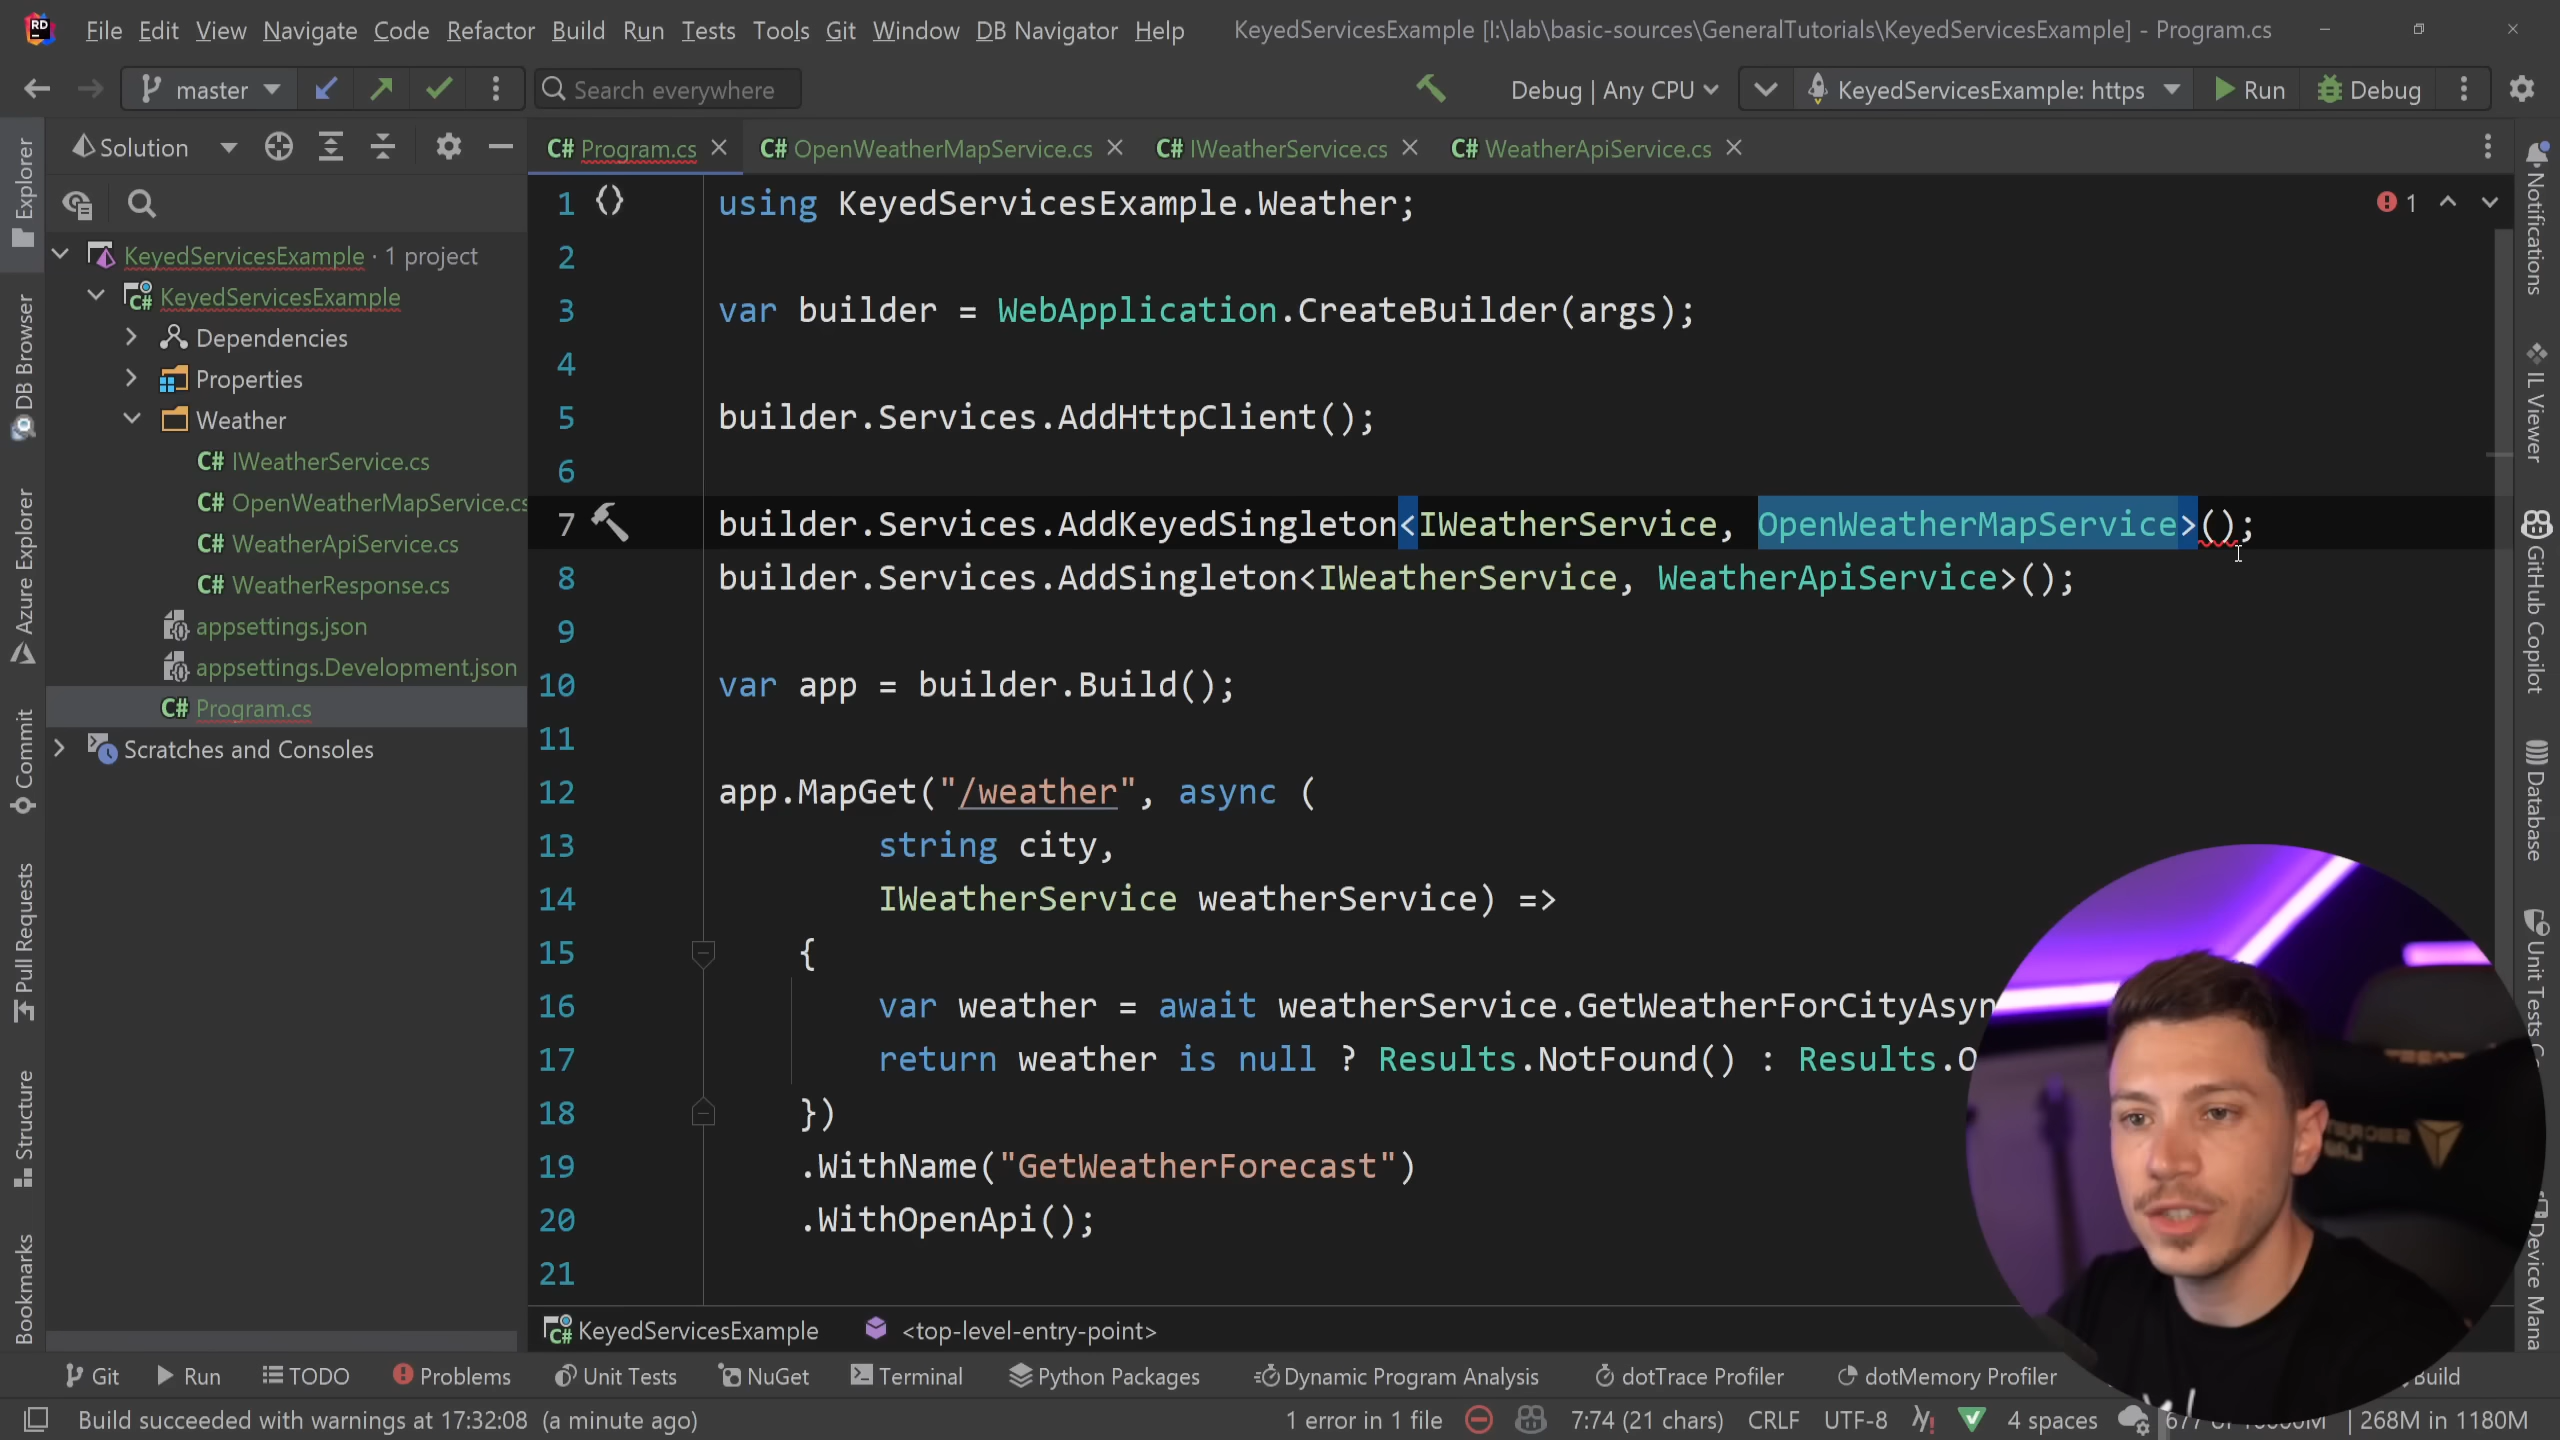 RD File Edit View Navigate Code Refactor Build Run Tests Tools Git Window DB Navigator Help KeyedServicesExample [I:\lab\basic-sources\GeneralTutorials\KeyedServicesExample] - Program.cs
master Search everywhere Debug | Any CPU KeyedServicesExample: https Run Debug
Solution
C# Program.cs C# OpenWeatherMapService.cs C# IWeatherService.cs C# WeatherApiService.cs
Explorer
DB Browser
Azure Explorer
Commit
Pull Requests
Structure
Bookmarks
KeyedServicesExample · 1 project
C# KeyedServicesExample
Dependencies
Properties
Weather
C# IWeatherService.cs
C# OpenWeatherMapService.cs
C# WeatherApiService.cs
C# WeatherResponse.cs
appsettings.json
appsettings.Development.json
C# Program.cs
Scratches and Consoles
1 using KeyedServicesExample.Weather;
2
3 var builder = WebApplication.CreateBuilder(args);
4
5 builder.Services.AddHttpClient();
6
7 builder.Services.AddKeyedSingleton<IWeatherService, OpenWeatherMapService>();
8 builder.Services.AddSingleton<IWeatherService, WeatherApiService>();
9
10 var app = builder.Build();
11
12 app.MapGet("/weather", async (
13 string city,
14 IWeatherService weatherService) =>
15 {
16 var weather = await weatherService.GetWeatherForCityAsyn
17 return weather is null ? Results.NotFound() : Results.O
18 })
19 .WithName("GetWeatherForecast")
20 .WithOpenApi();
21
1
Notifications
IL Viewer
GitHub Copilot
Database
Unit Tests C
Device Mana
C# KeyedServicesExample <top-level-entry-point>
Git Run TODO Problems Unit Tests NuGet Terminal Python Packages Dynamic Program Analysis dotTrace Profiler dotMemory Profiler Build
Build succeeded with warnings at 17:32:08 (a minute ago) 1 error in 1 file 7:74 (21 chars) CRLF UTF-8 4 spaces 268M in 1180M